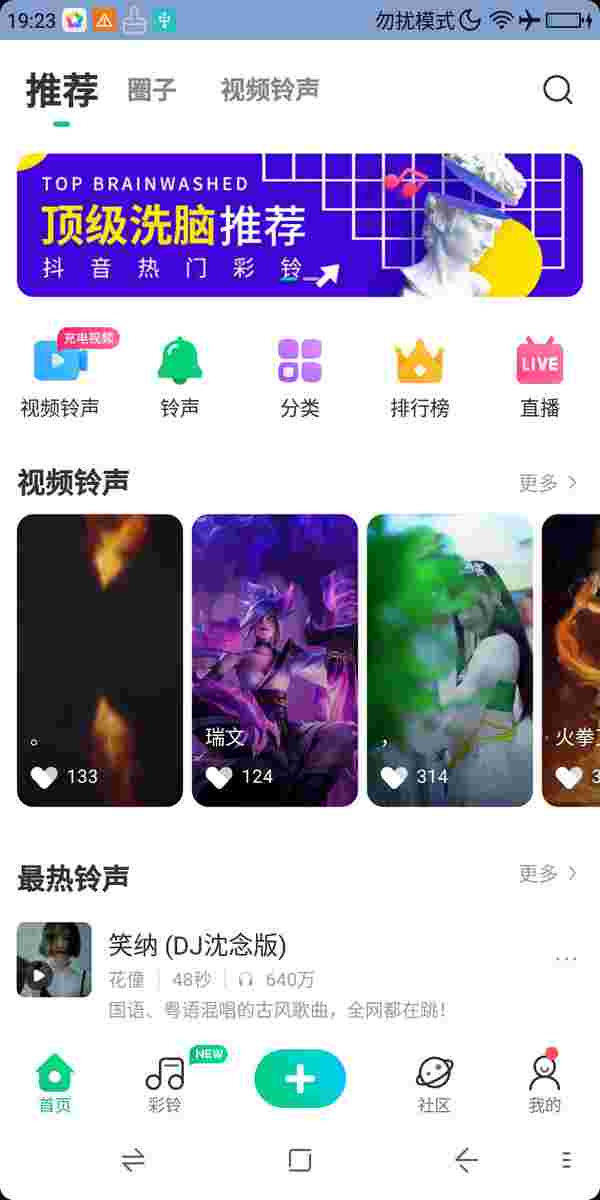 19:23 勿扰模式
推荐 圈子 视频铃声
TOP BRAINWASHED
顶级洗脑推荐
抖音热门彩铃
充电视频
视频铃声 铃声 分类 排行榜 LIVE 直播
视频铃声 更多
。 瑞文 , 火拳
133 124 314 3
最热铃声 更多
笑纳 (DJ沈念版)
花僮 48秒 640万
国语、粤语混唱的古风歌曲，全网都在跳！
NEW
首页 彩铃 社区 我的